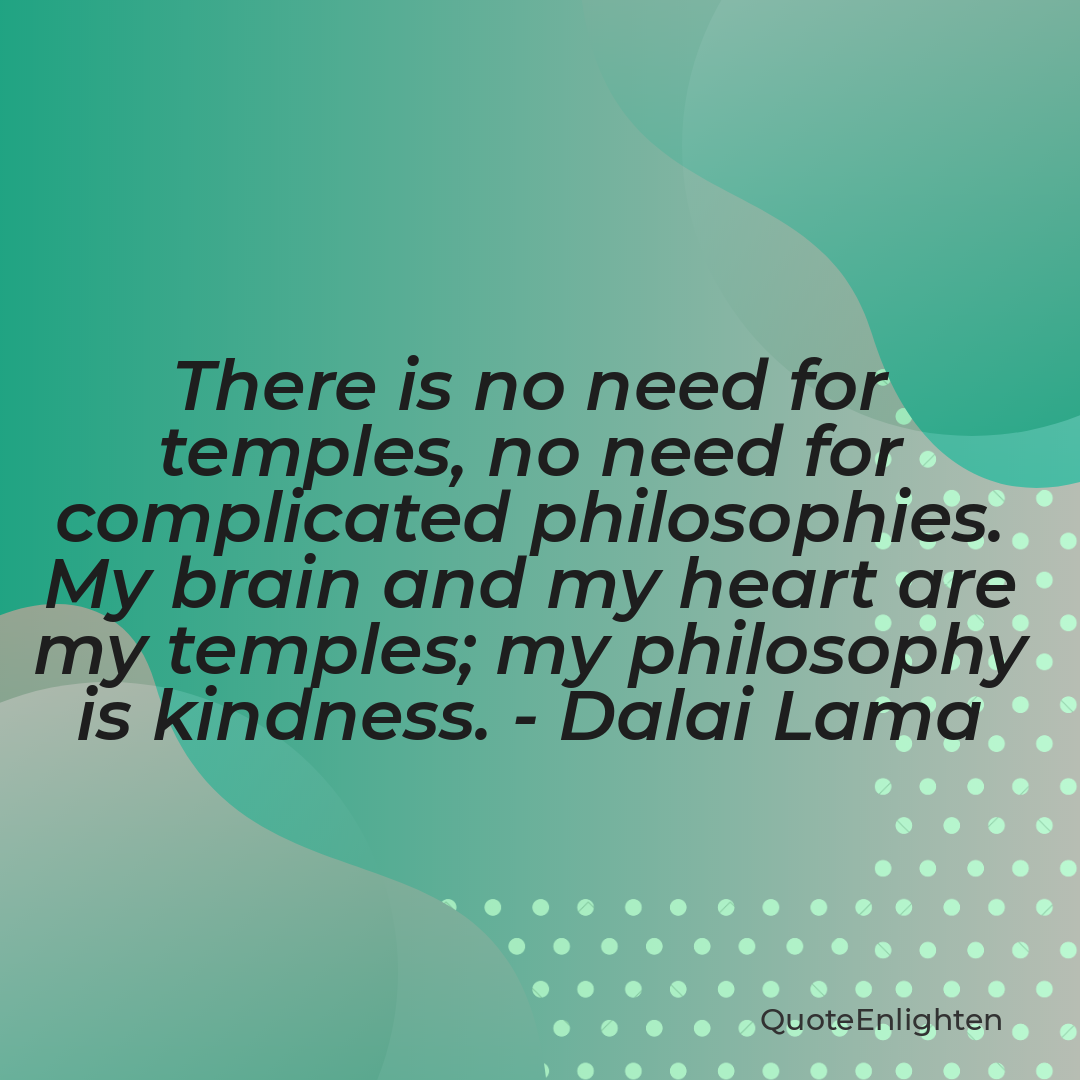 There is no need for
temples, no need for
complicated philosophies.
My brain and my heart are
my temples; my philosophy
is kindness. - Dalai Lama
QuoteEnlighten